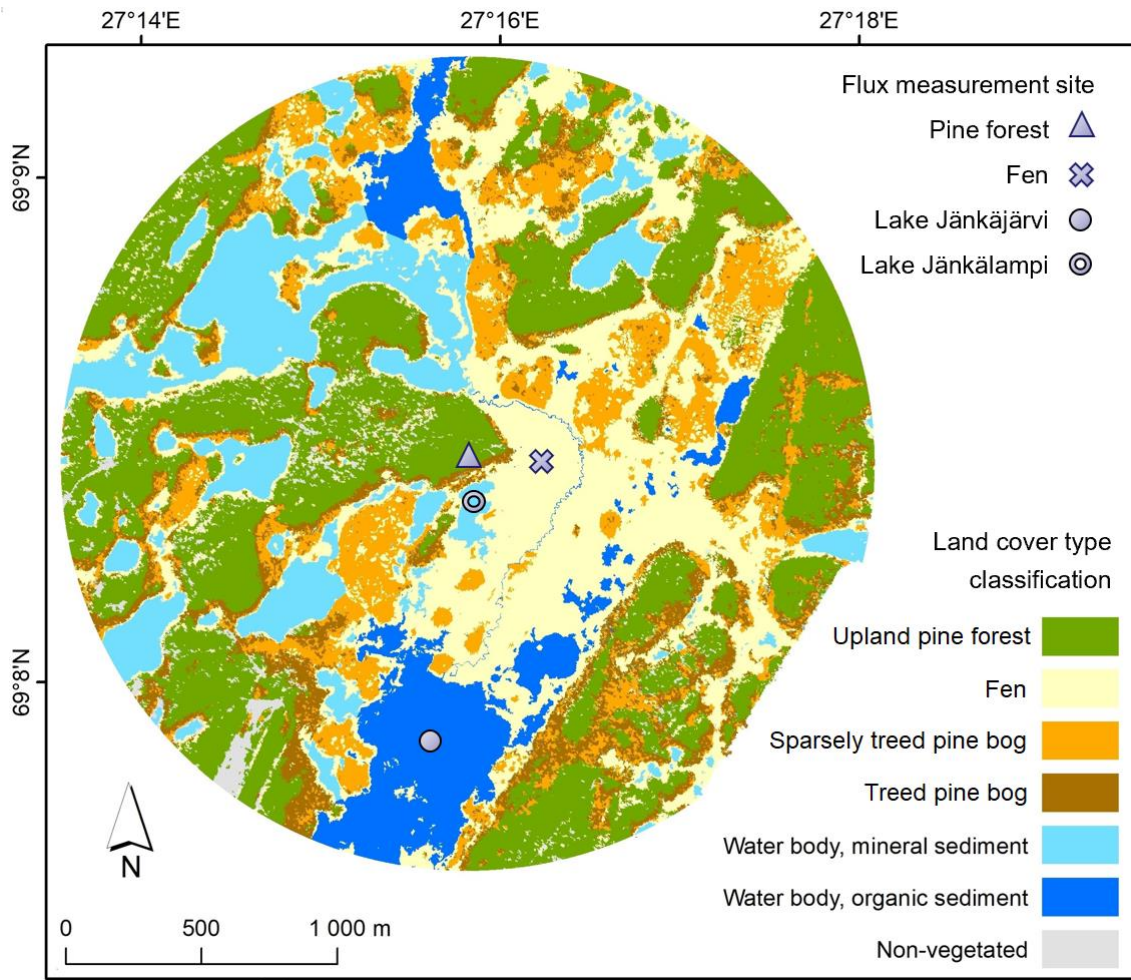 27°14'E 27°16'E 27°18'E
69°9'N
69°8'N
Flux measurement site
Pine forest
Fen
Lake Jänkäjärvi
Lake Jänkälampi
Land cover type
classification
Upland pine forest
Fen
Sparsely treed pine bog
Treed pine bog
Water body, mineral sediment
Water body, organic sediment
Non-vegetated
N
0 500 1 000 m